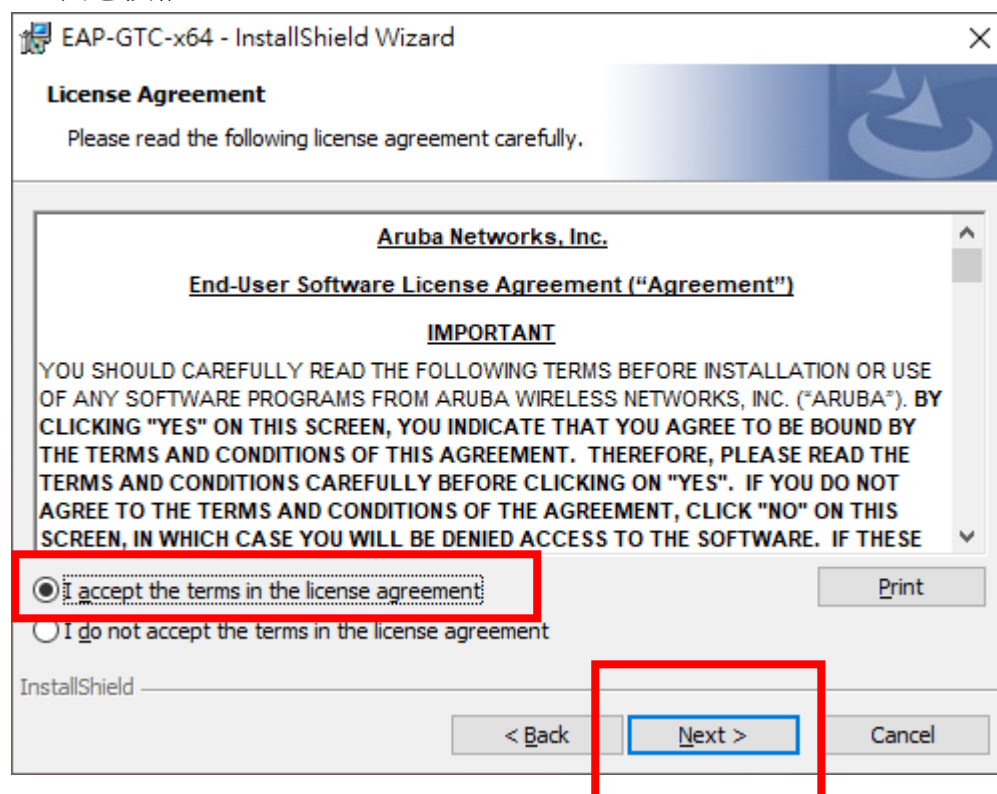 EAP-GTC-x64 - InstallShield Wizard
License Agreement
Please read the following license agreement carefully.
Aruba Networks, Inc.
End-User Software License Agreement (“Agreement”)
IMPORTANT
YOU SHOULD CAREFULLY READ THE FOLLOWING TERMS BEFORE INSTALLATION OR USE
OF ANY SOFTWARE PROGRAMS FROM ARUBA WIRELESS NETWORKS, INC. (“ARUBA”). BY
CLICKING "YES" ON THIS SCREEN, YOU INDICATE THAT YOU AGREE TO BE BOUND BY
THE TERMS AND CONDITIONS OF THIS AGREEMENT. THEREFORE, PLEASE READ THE
TERMS AND CONDITIONS CAREFULLY BEFORE CLICKING ON "YES". IF YOU DO NOT
AGREE TO THE TERMS AND CONDITIONS OF THE AGREEMENT, CLICK "NO" ON THIS
SCREEN, IN WHICH CASE YOU WILL BE DENIED ACCESS TO THE SOFTWARE. IF THESE
I accept the terms in the license agreement
Print
I do not accept the terms in the license agreement
InstallShield
< Back
Next >
Cancel